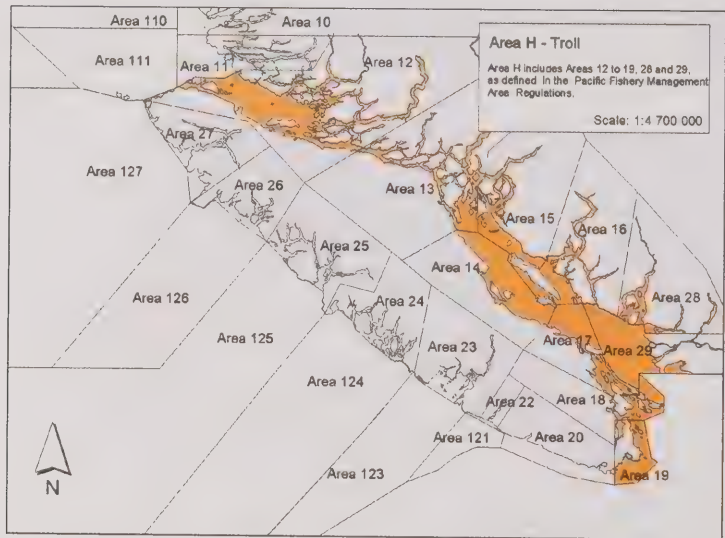 Area 110
Area 10
Area H - Troll
Area H includes Areas 12 to 19, 28 and 29,
as defined in the Pacific Fishery Management
Area Regulations.
Scale: 1:4 700 000
Area 111
Area 11
Area 12
Area 27
Area 127
Area 26
Area 13
Area 15
Area 16
Area 25
Area 14
Area 28
Area 126
Area 24
Area 125
Area 17
Area 29
Area 23
Area 124
Area 18
Area 22
Area 121
Area 20
Area 123
Area 19
N